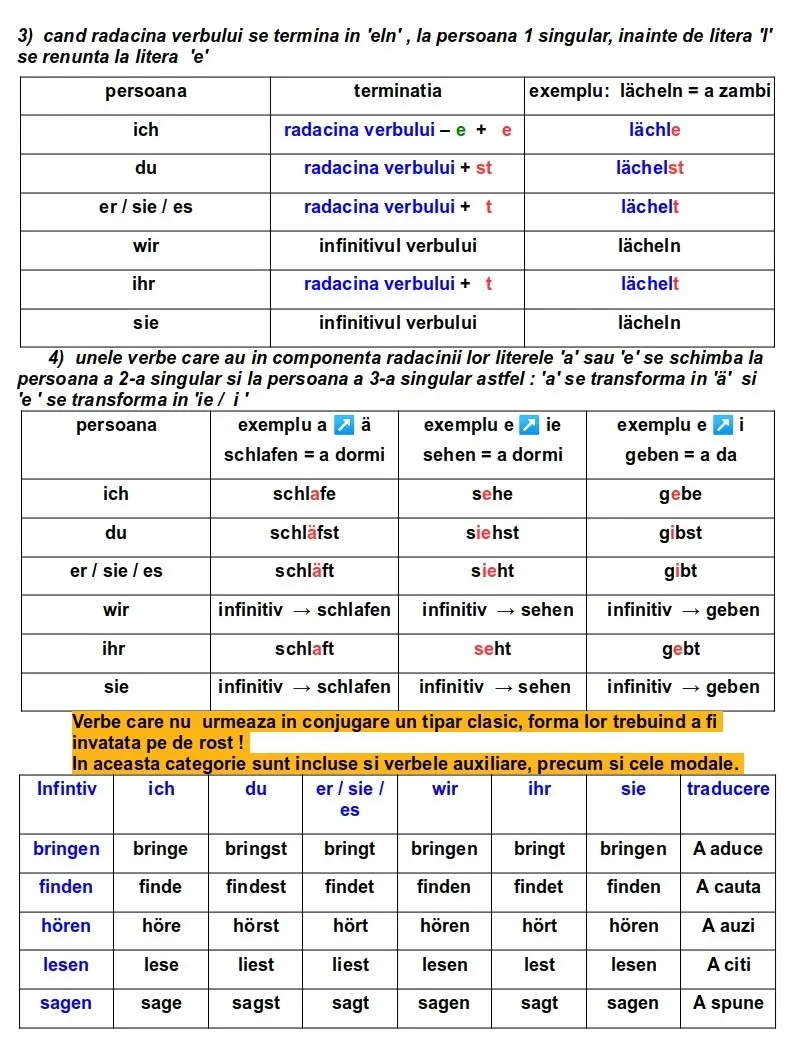 3) cand radacina verbului se termina in 'eln' , la persoana 1 singular, inainte de litera 'l'
se renunta la litera 'e'
persoana terminatia exemplu: lächeln = a zambi
ich radacina verbului – e + e lächle
du radacina verbului + st lächelst
er / sie / es radacina verbului + t lächelt
wir infinitivul verbului lächeln
ihr radacina verbului + t lächelt
sie infinitivul verbului lächeln
4) unele verbe care au in componenta radacinii lor literele 'a' sau 'e' se schimba la
persoana a 2-a singular si la persoana a 3-a singular astfel : 'a' se transforma in 'ä' si
'e ' se transforma in 'ie / i '
persoana exemplu a ↗ ä exemplu e ↗ ie exemplu e ↗ i
schlafen = a dormi sehen = a dormi geben = a da
ich schlafe sehe gebe
du schläfst siehst gibst
er / sie / es schläft sieht gibt
wir infinitiv → schlafen infinitiv → sehen infinitiv → geben
ihr schlaft seht gebt
sie infinitiv → schlafen infinitiv → sehen infinitiv → geben
Verbe care nu urmeaza in conjugare un tipar clasic, forma lor trebuind a fi
invatata pe de rost !
In aceasta categorie sunt incluse si verbele auxiliare, precum si cele modale.
Infintiv ich du er / sie / wir ihr sie traducere
es
bringen bringe bringst bringt bringen bringt bringen A aduce
finden finde findest findet finden findet finden A cauta
hören höre hörst hört hören hört hören A auzi
lesen lese liest liest lesen lest lesen A citi
sagen sage sagst sagt sagen sagt sagen A spune